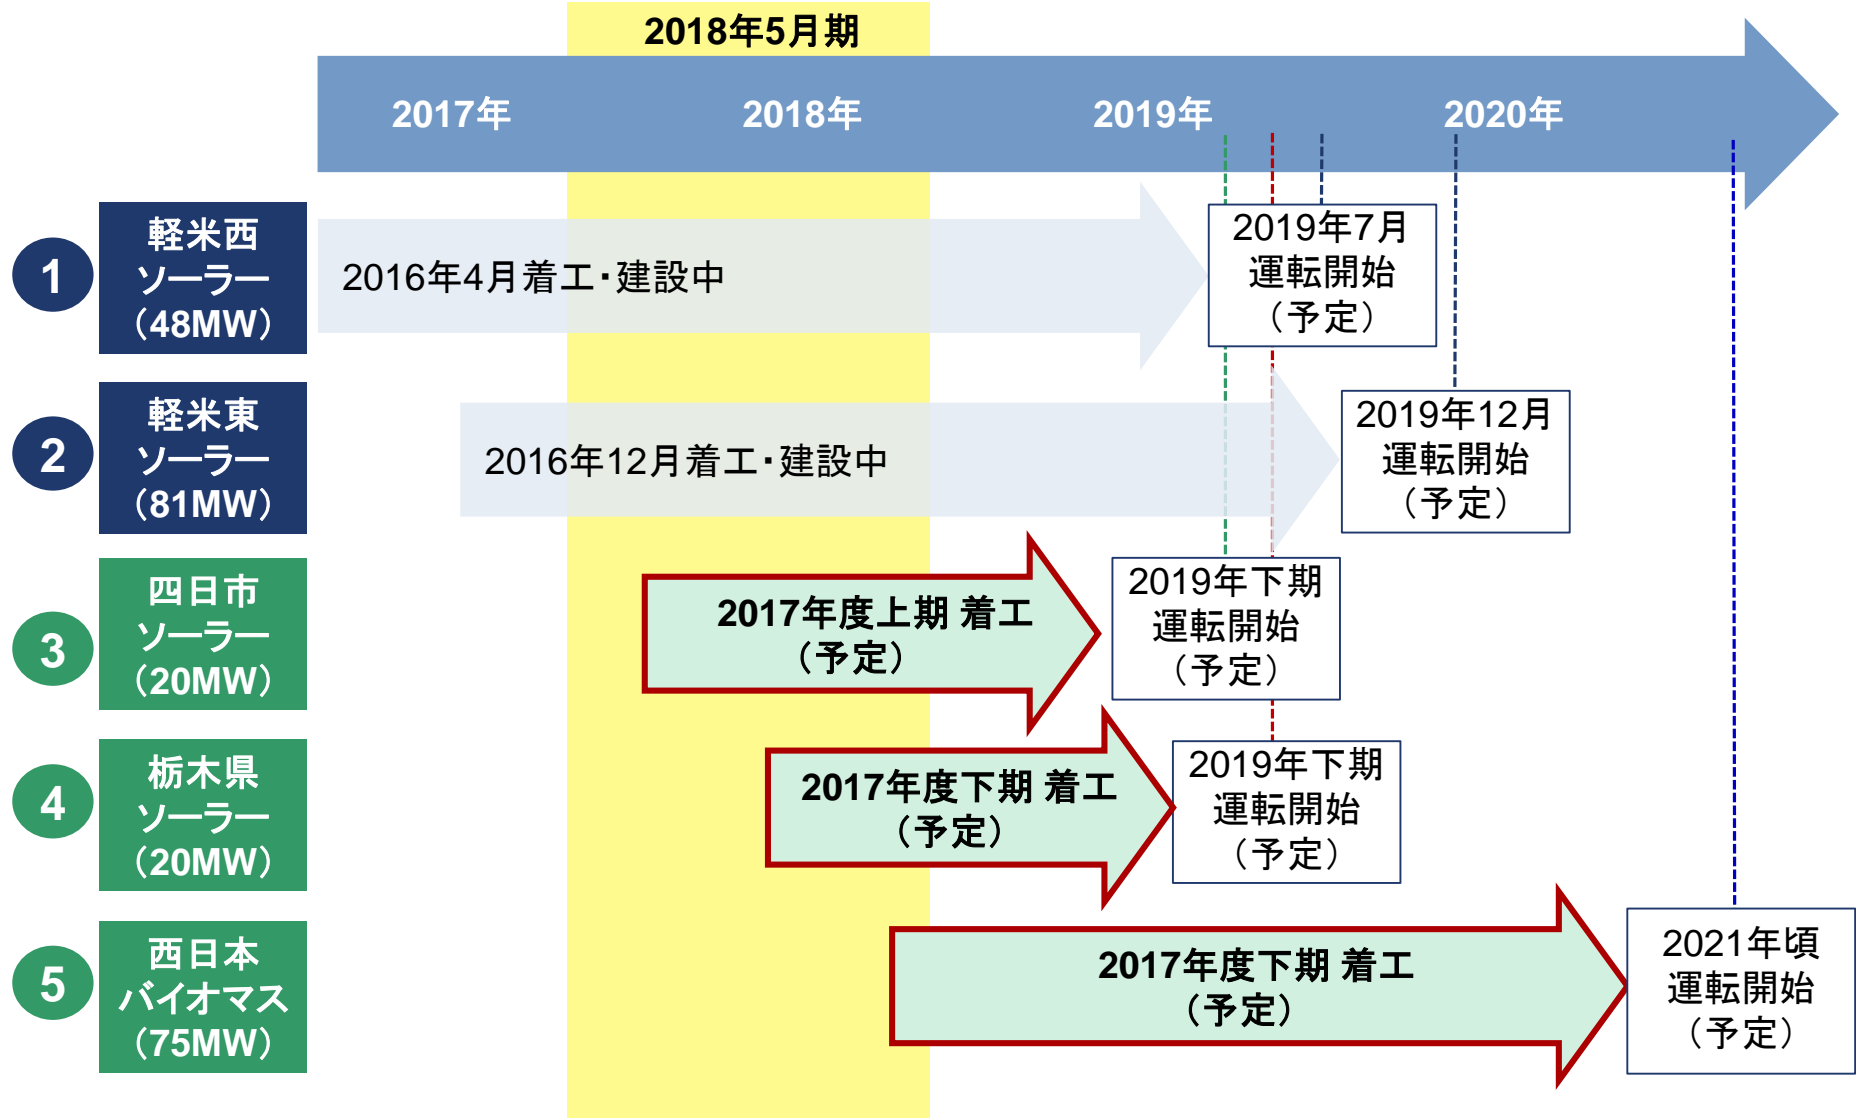 2018年5月期
2017年
2018年
2019年
2020年
1
軽米西
ソーラー
（48MW）
2016年4月着工・建設中
2019年7月
運転開始
（予定）
2
軽米東
ソーラー
（81MW）
2016年12月着工・建設中
2019年12月
運転開始
（予定）
3
四日市
ソーラー
（20MW）
2017年度上期 着工
（予定）
2019年下期
運転開始
（予定）
4
栃木県
ソーラー
（20MW）
2017年度下期 着工
（予定）
2019年下期
運転開始
（予定）
5
西日本
バイオマス
（75MW）
2017年度下期 着工
（予定）
2021年頃
運転開始
（予定）